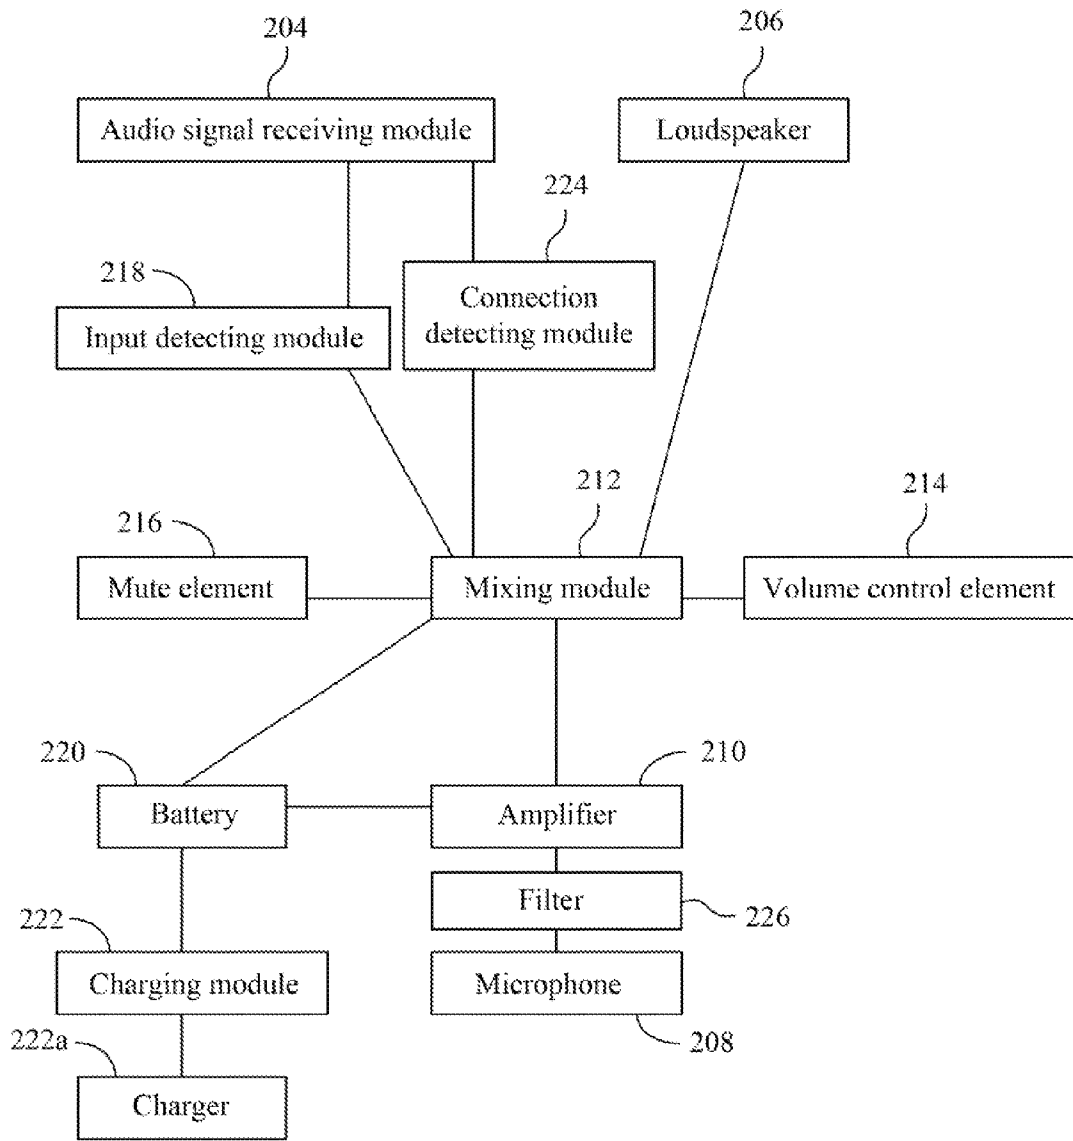 204
206
Audio signal receiving module
Loudspeaker
224
218
Connection
detecting module
Input detecting module
212
214
216
Mute element
Mixing module
Volume control element
220
210
Battery
Amplifier
Filter
226
222
Charging module
Microphone
222a
208
Charger